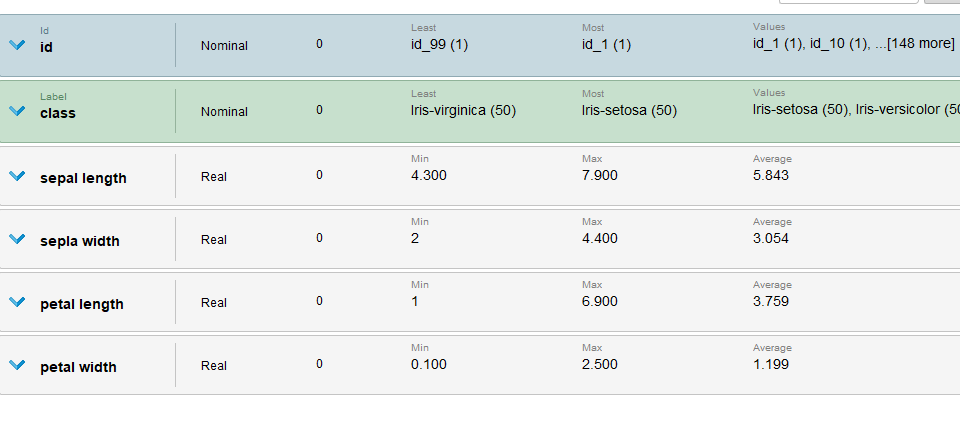 Id
id
Nominal
0
Least
id_99 (1)
Most
id_1 (1)
Values
id_1 (1), id_10 (1), ...[148 more]
Label
class
Nominal
0
Least
Iris-virginica (50)
Most
Iris-setosa (50)
Values
Iris-setosa (50), Iris-versicolor (50
sepal length
Real
0
Min
4.300
Max
7.900
Average
5.843
sepla width
Real
0
Min
2
Max
4.400
Average
3.054
petal length
Real
0
Min
1
Max
6.900
Average
3.759
petal width
Real
0
Min
0.100
Max
2.500
Average
1.199